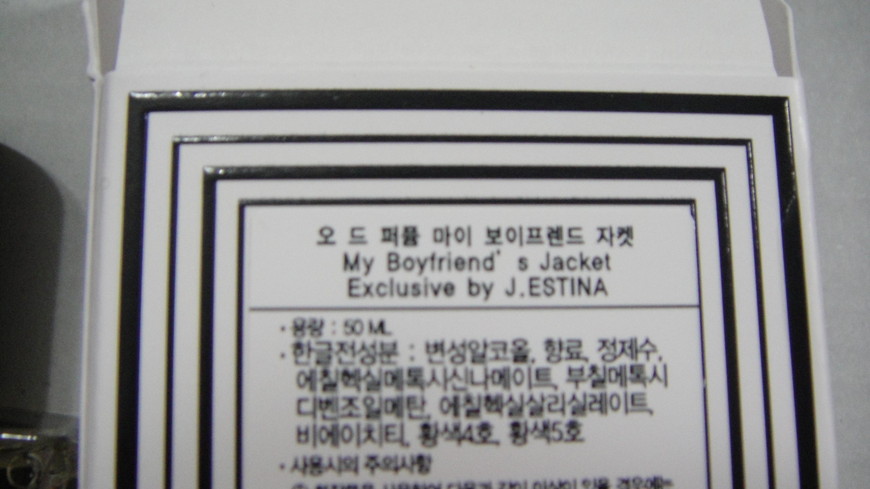 오 드 퍼퓸 마이 보이프렌드 자켓
My Boyfriend's Jacket
Exclusive by J.ESTINA
・용량 : 50 ML
・한글전성분 : 변성알코올, 향료, 정제수,
에칠헥실메톡시신나메이트, 부칠메톡시
디벤조일메탄, 에칠헥실살리실레이트,
비에이치티, 황색4호, 황색5호
・사용시의 주의사항